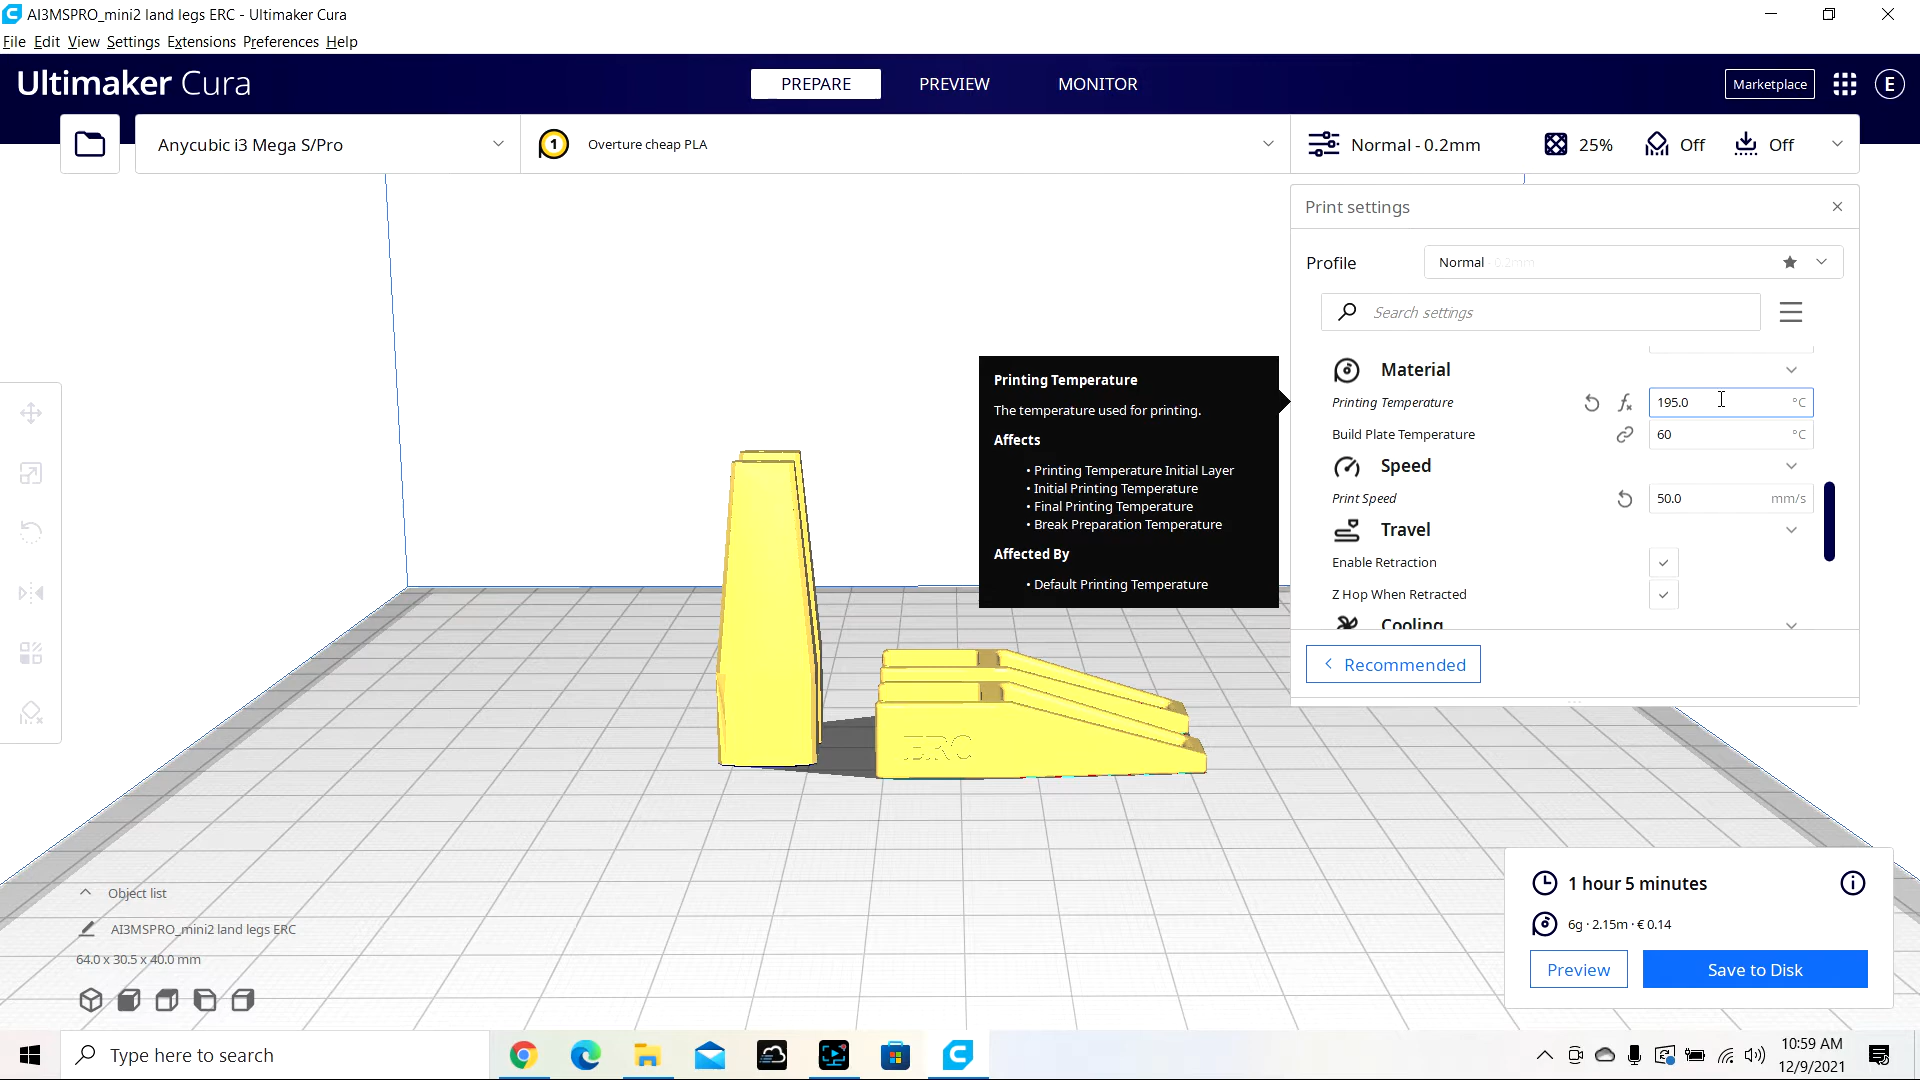 AI3MSPRO_mini2 land legs ERC - Ultimaker Cura
File Edit View Settings Extensions Preferences Help
Ultimaker Cura
PREPARE PREVIEW MONITOR
Marketplace
E
Anycubic i3 Mega S/Pro
1 Overture cheap PLA
Normal - 0.2mm 25% Off Off
Print settings
Profile Normal - 0.2mm
Search settings
Material
Printing Temperature 195.0 °C
Build Plate Temperature 60 °C
Speed
Print Speed 50.0 mm/s
Travel
Enable Retraction
Z Hop When Retracted
Cooling
Recommended
Printing Temperature
The temperature used for printing.
Affects
• Printing Temperature Initial Layer
• Initial Printing Temperature
• Final Printing Temperature
• Break Preparation Temperature
Affected By
• Default Printing Temperature
ERC
Object list
AI3MSPRO_mini2 land legs ERC
64.0 x 30.5 x 40.0 mm
1 hour 5 minutes
6g · 2.15m · € 0.14
Preview Save to Disk
Type here to search
10:59 AM
12/9/2021